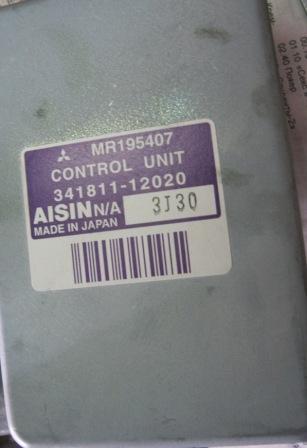 MR195407
CONTROL UNIT
341811-12020
AISIN N/A 3J30
MADE IN JAPAN